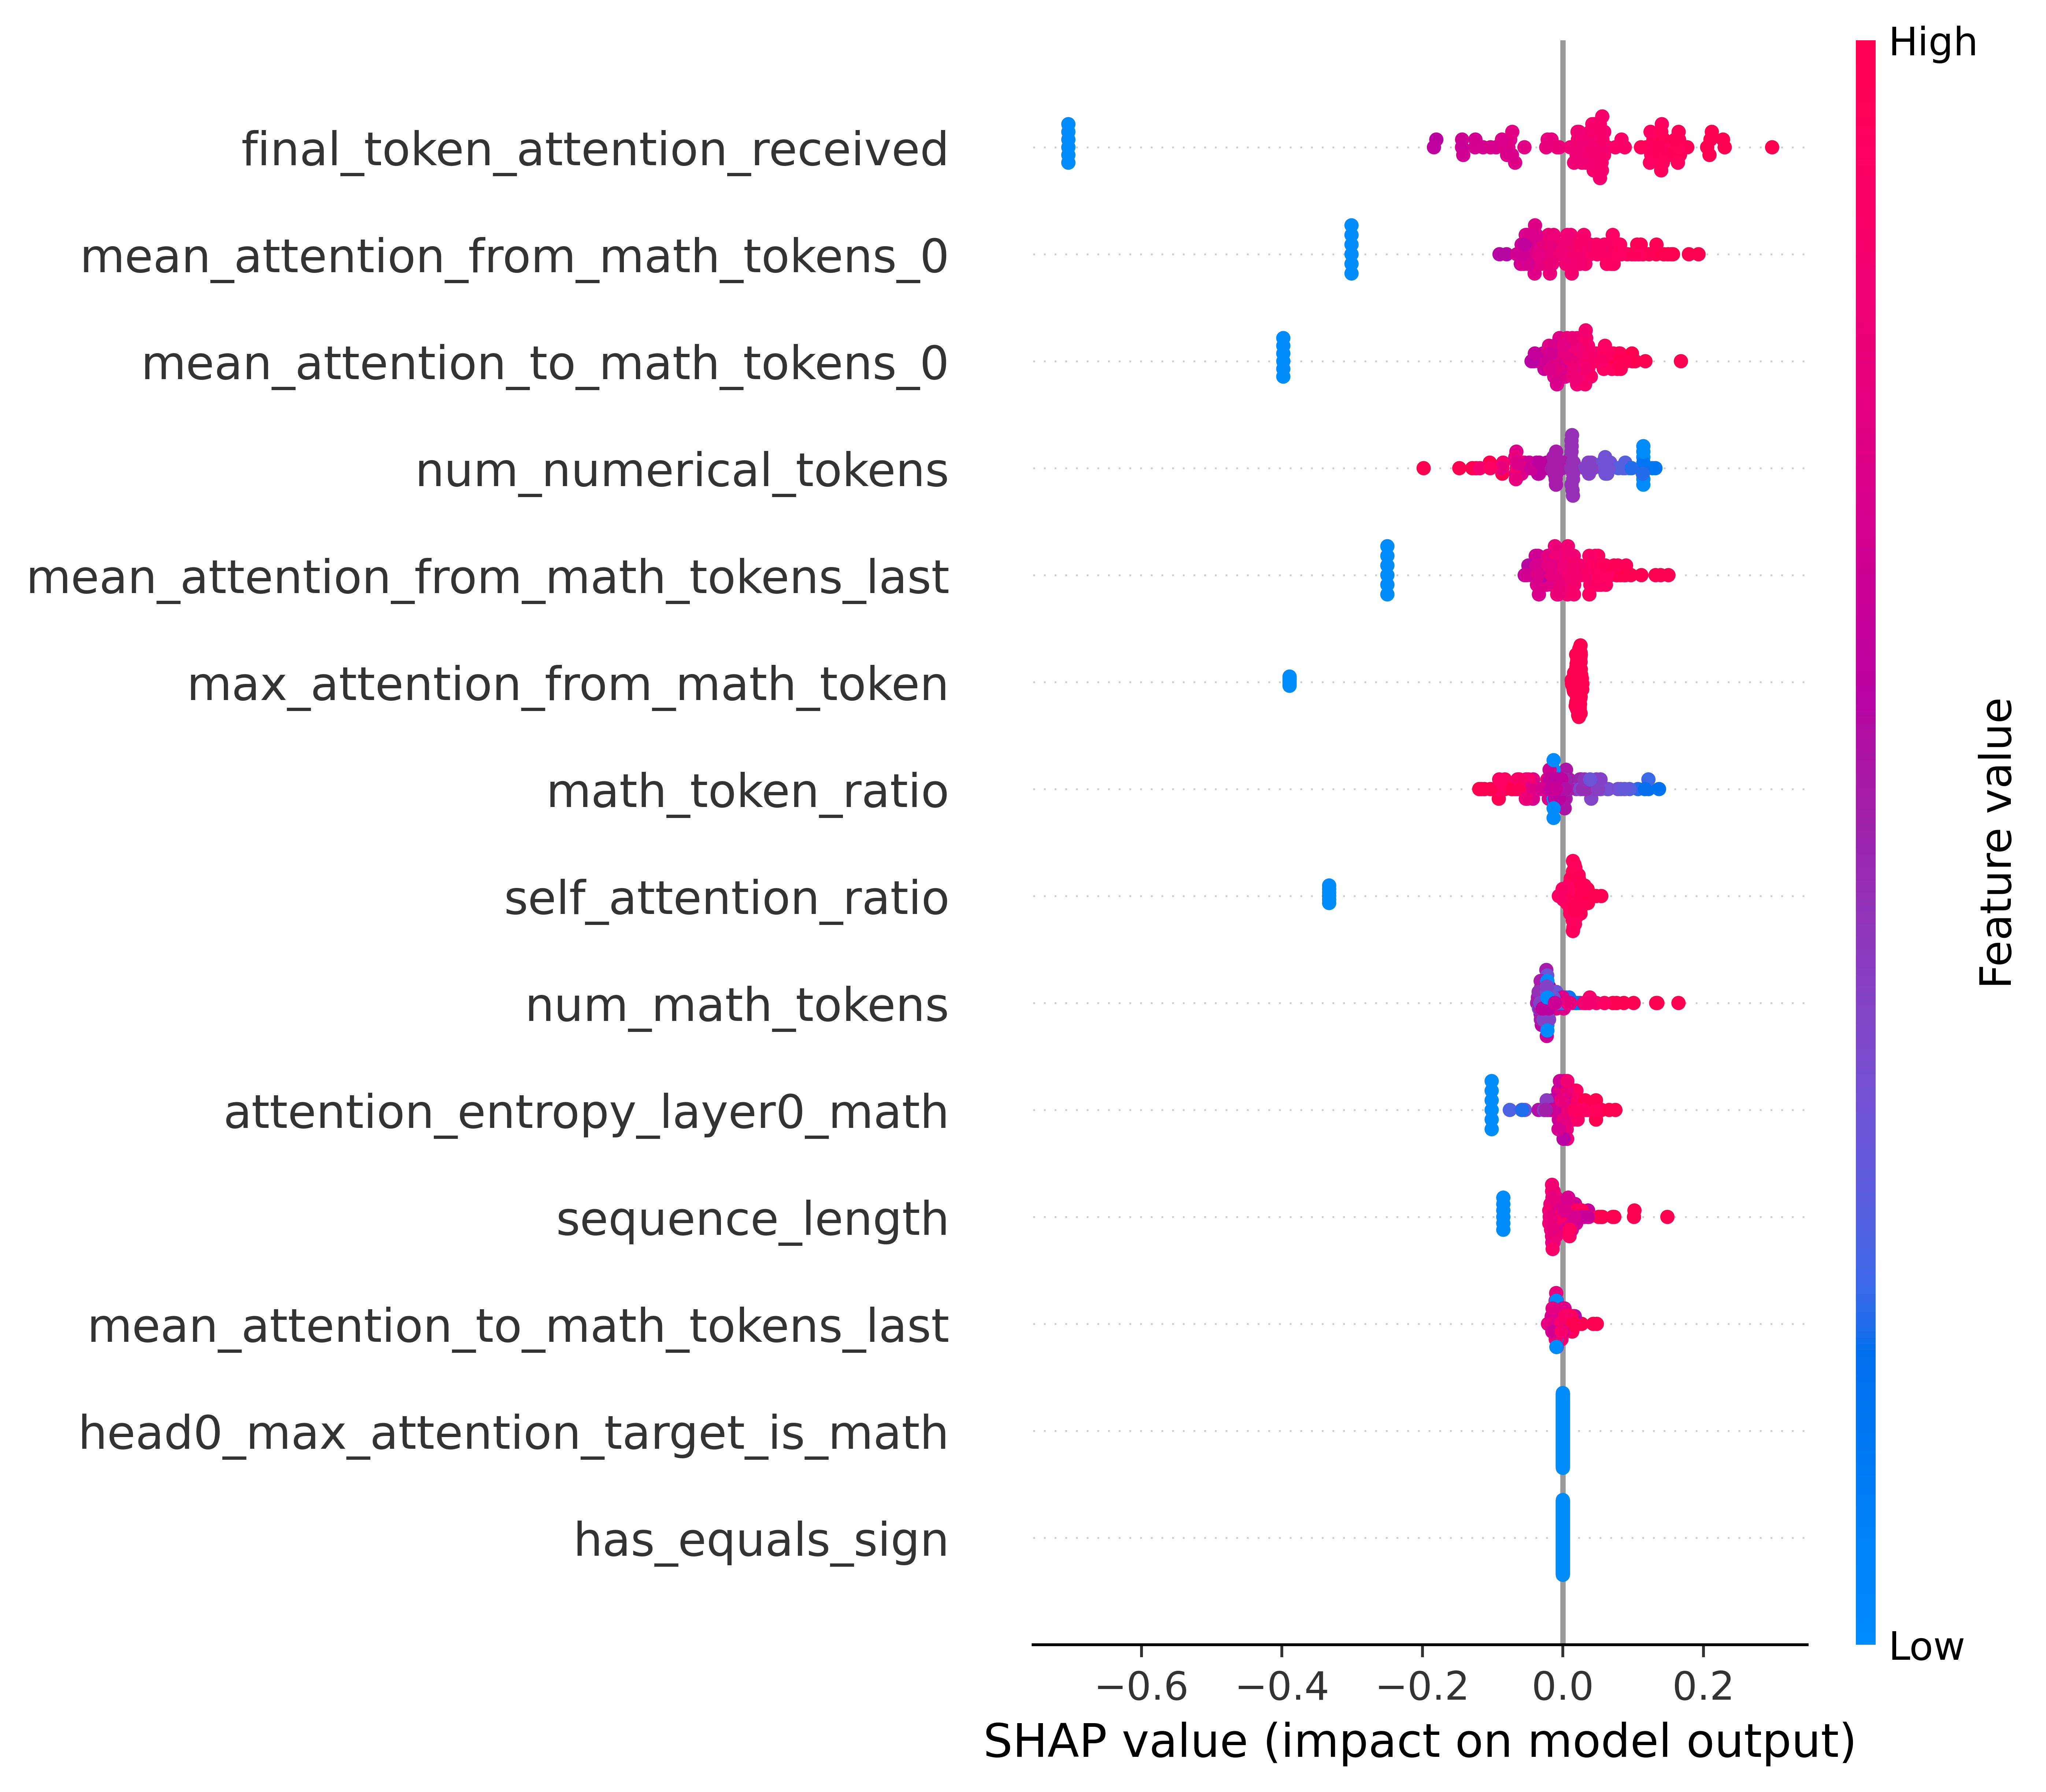 High
final_token_attention_received
mean_attention_from_math_tokens_0
mean_attention_to_math_tokens_0
num_numerical_tokens
mean_attention_from_math_tokens_last
max_attention_from_math_token
math_token_ratio
self_attention_ratio
num_math_tokens
attention_entropy_layer0_math
sequence_length
mean_attention_to_math_tokens_last
head0_max_attention_target_is_math
has_equals_sign
Feature value
Low
−0.6 −0.4 −0.2 0.0 0.2
SHAP value (impact on model output)